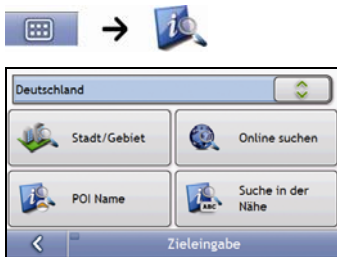 Deutschland
Stadt/Gebiet
Online suchen
POI Name
Suche in der
Nähe
Zieleingabe